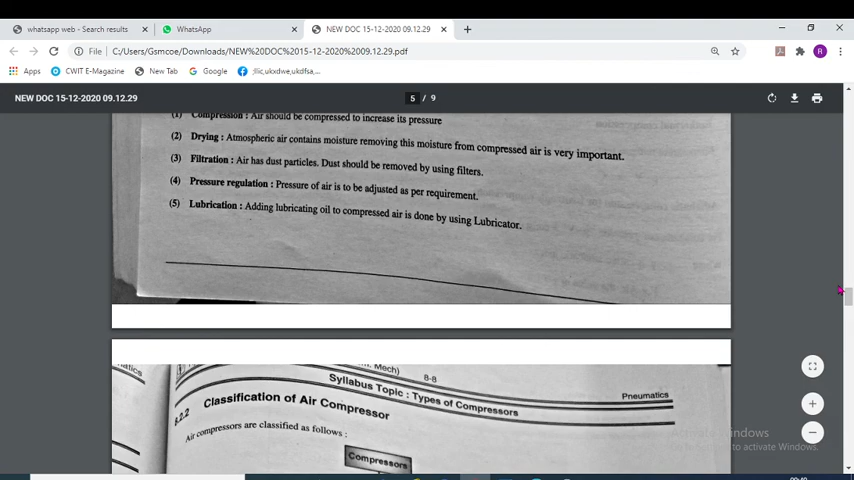 whatsapp web - Search results
WhatsApp
NEW DOC 15-12-2020 09.12.29
File C:/Users/Gsmcoe/Downloads/NEW%20DOC%2015-12-2020%2009.12.29.pdf
R
Apps CWIT E-Magazine New Tab Google ;llic,ukxdwe,ukdfsa,...
NEW DOC 15-12-2020 09.12.29 5 / 9
(1) Compression : Air should be compressed to increase its pressure
(2) Drying : Atmospheric air contains moisture removing this moisture from compressed air is very important.
(3) Filtration : Air has dust particles. Dust should be removed by using filters.
(4) Pressure regulation : Pressure of air is to be adjusted as per requirement.
(5) Lubrication : Adding lubricating oil to compressed air is done by using Lubricator.
Mech) 8-8 Pneumatics
Syllabus Topic : Types of Compressors
8.2.2 Classification of Air Compressor
Air compressors are classified as follows :
Compressors
Activate Windows
to activate Windows.